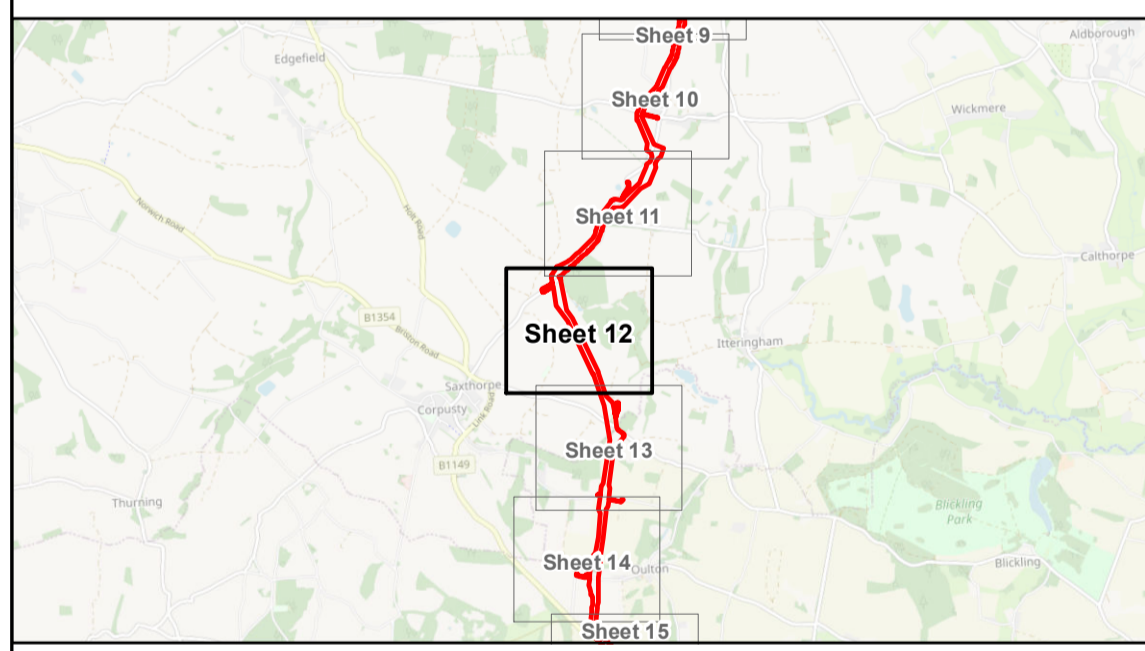 Sheet 9
Aldborough
Edgefield
Sheet 10
Wickmere
Norwich Road
Holt Road
Sheet 11
Calthorpe
B1354
Briston Road
Sheet 12
Itteringham
Saxthorpe
Corpusty
Link Road
Sheet 13
B1149
Thurning
Blickling
Park
Sheet 14
Oulton
Blickling
Sheet 15